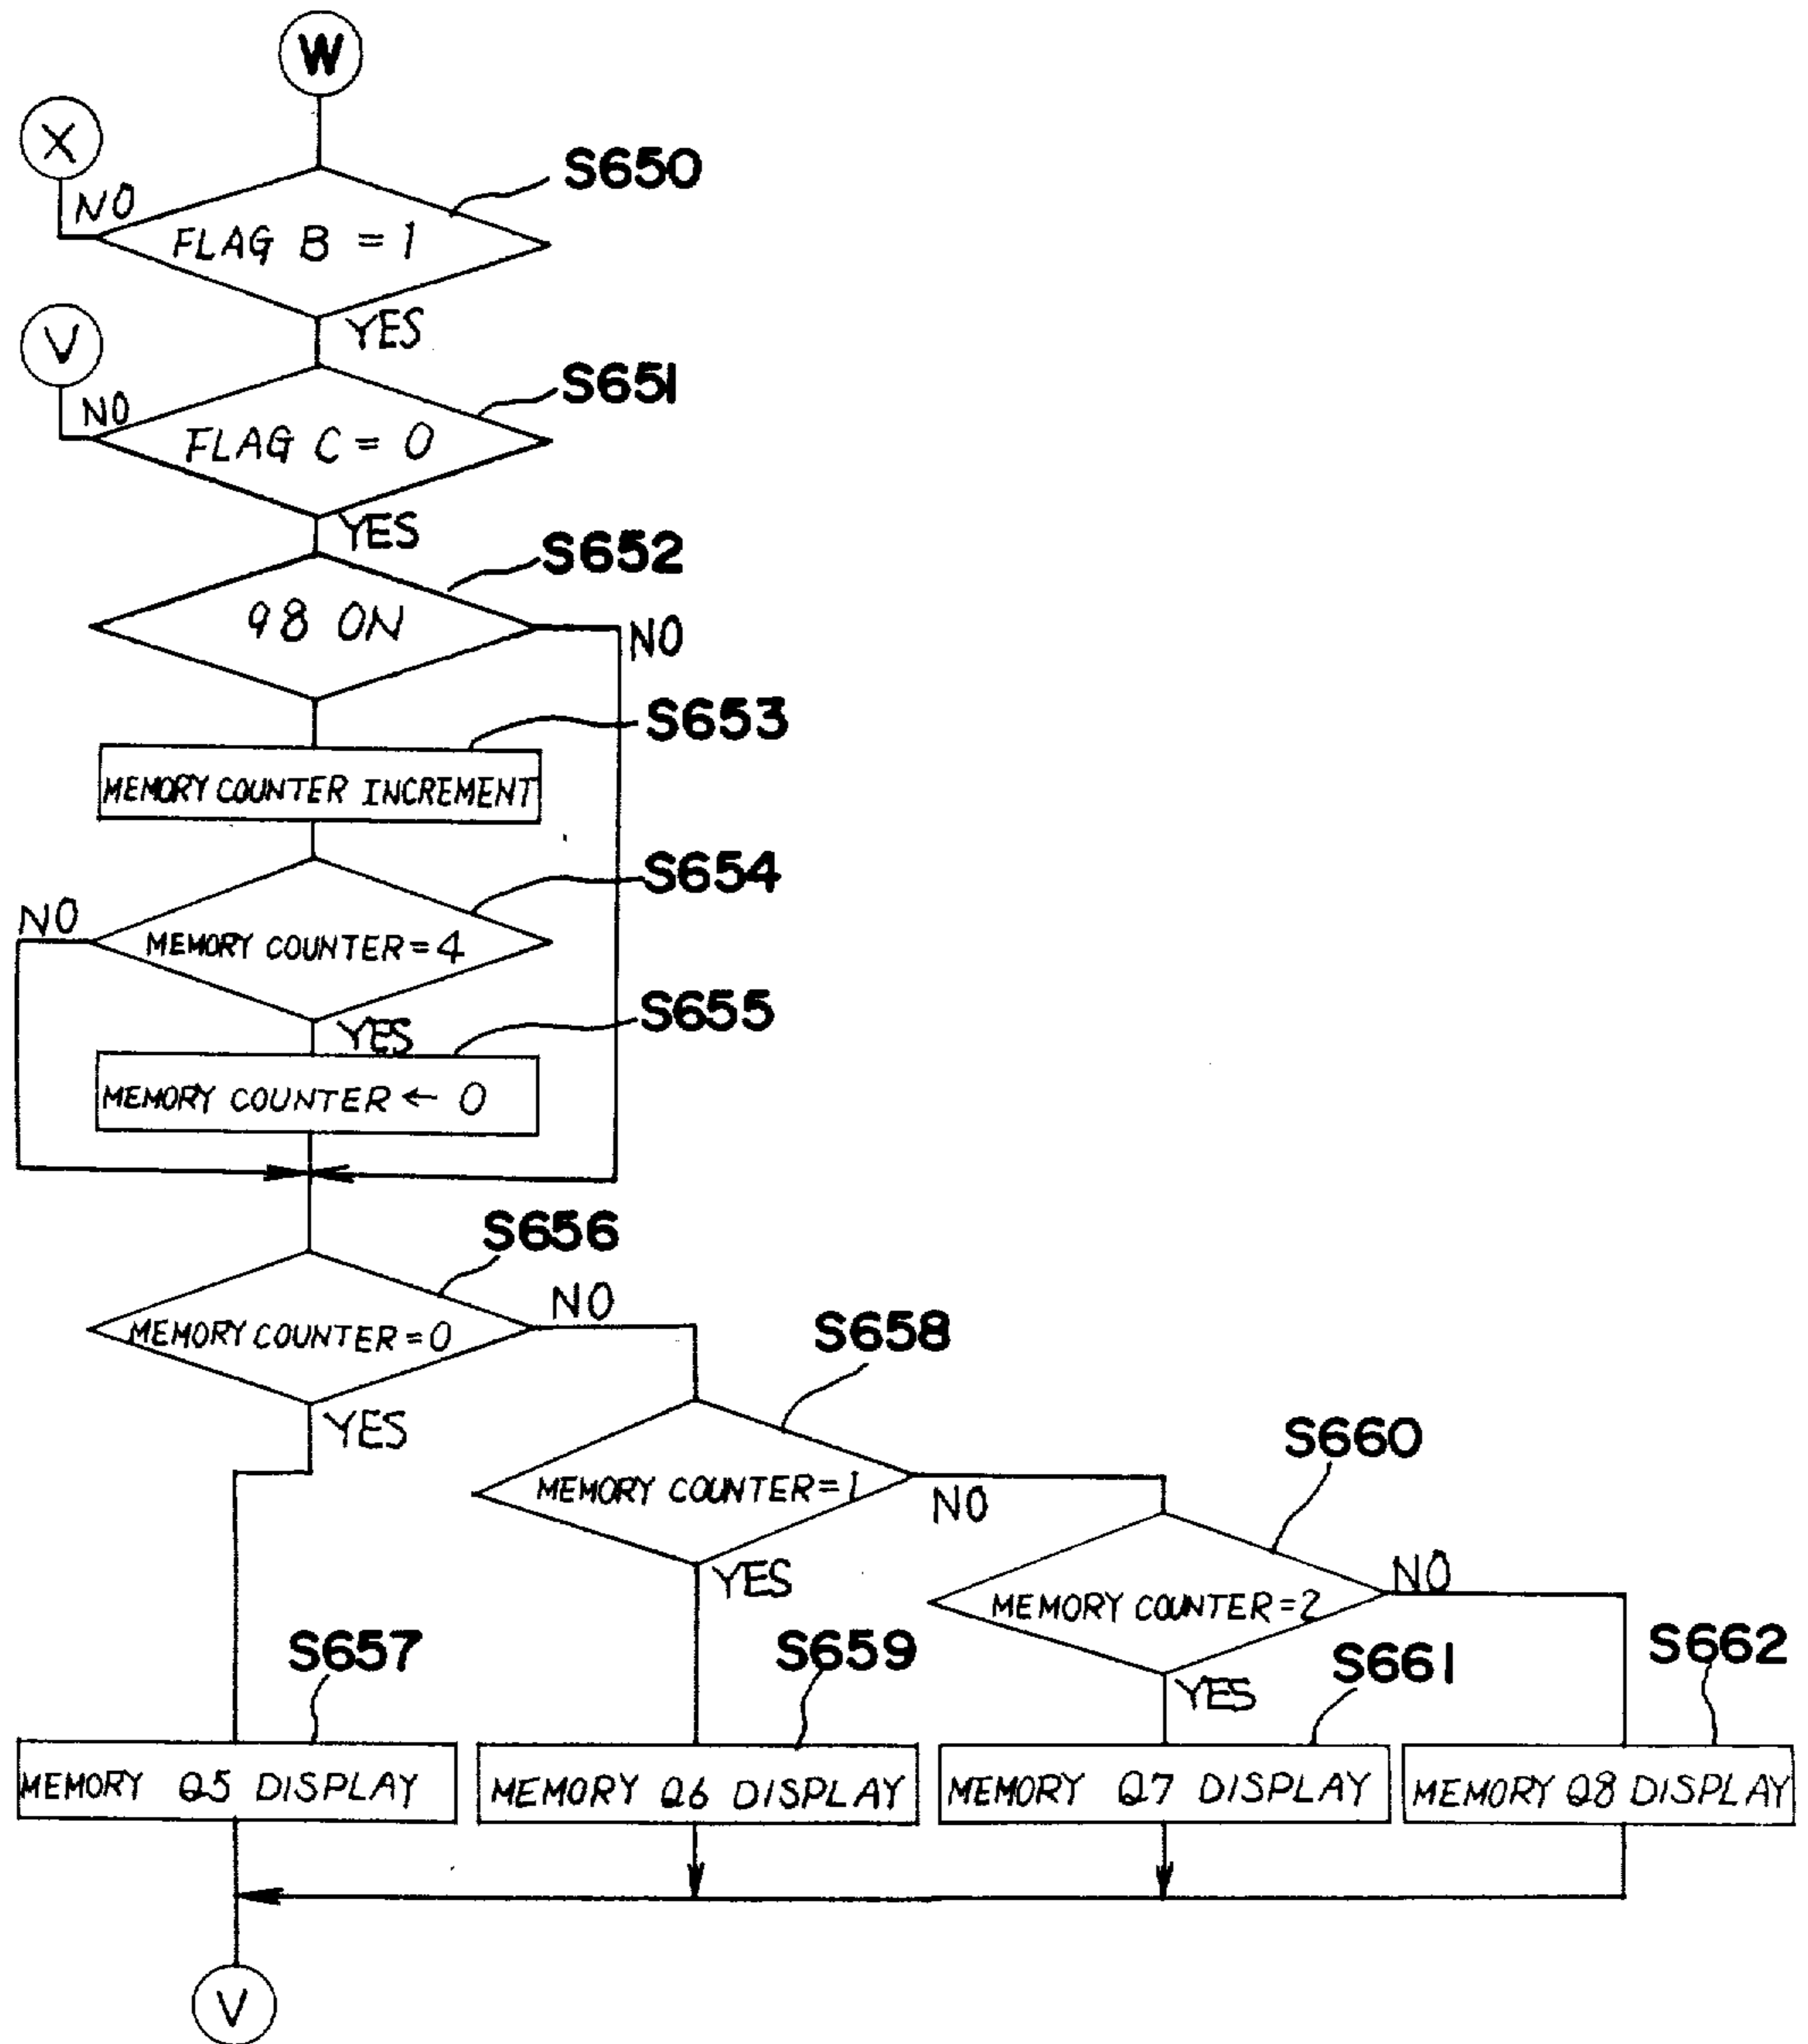 W
X
S650
NO
FLAG B = 1
YES
V
S651
NO
FLAG C = 0
YES
S652
98 ON
NO
S653
MEMORY COUNTER INCREMENT
S654
NO
MEMORY COUNTER = 4
YES
S655
MEMORY COUNTER ← 0
S656
NO
MEMORY COUNTER = 0
YES
S658
MEMORY COUNTER = 1
NO
YES
S660
MEMORY COUNTER = 2
NO
YES
S657
S659
S661
S662
MEMORY Q5 DISPLAY
MEMORY Q6 DISPLAY
MEMORY Q7 DISPLAY
MEMORY Q8 DISPLAY
V